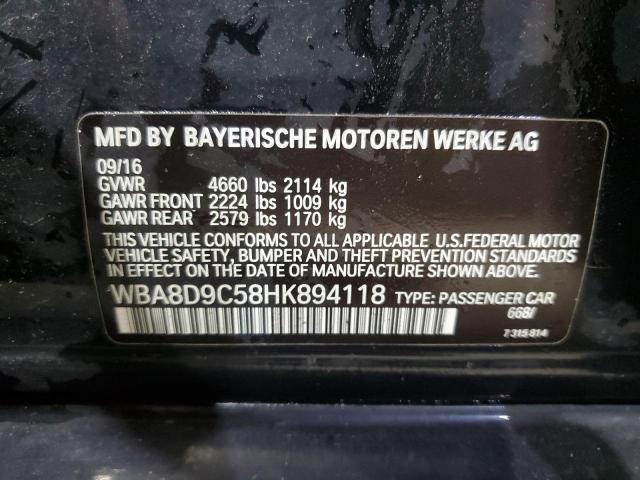 MFD BY BAYERISCHE MOTOREN WERKE AG
09/16
GVWR 4660 lbs 2114 kg
GAWR FRONT 2224 lbs 1009 kg
GAWR REAR 2579 lbs 1170 kg
THIS VEHICLE CONFORMS TO ALL APPLICABLE U.S.FEDERAL MOTOR
VEHICLE SAFETY, BUMPER AND THEFT PREVENTION STANDARDS
IN EFFECT ON THE DATE OF MANUFACTURE SHOWN ABOVE.
WBA8D9C58HK894118 TYPE: PASSENGER CAR
668/
7 315 814